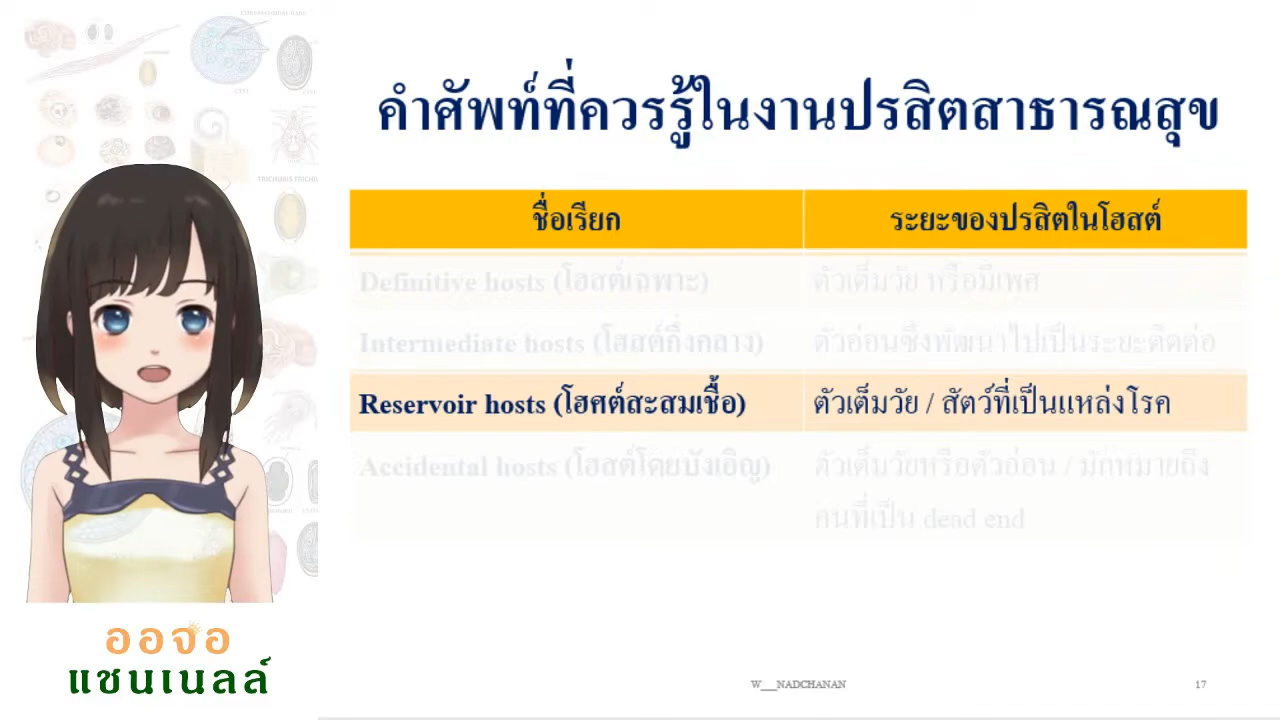 คำศัพท์ที่ควรรู้ในงานปรสิตสาธารณสุข
ชื่อเรียก
ระยะของปรสิตในโฮสต์
Definitive hosts (โฮสต์เฉพาะ)
ตัวเต็มวัย หรือมีเพศ
Intermediate hosts (โฮสต์กึ่งกลาง)
ตัวอ่อนซึ่งพัฒนาไปเป็นระยะติดต่อ
Reservoir hosts (โฮศต์สะสมเชื้อ)
ตัวเต็มวัย / สัตว์ที่เป็นแหล่งโรค
Accidental hosts (โฮสต์โดยบังเอิญ)
ตัวเต็มวัยหรือตัวอ่อน / มักหมายถึง
คนที่เป็น dead end
ออจอ
แชนเนลล์
W__NADCHANAN
17